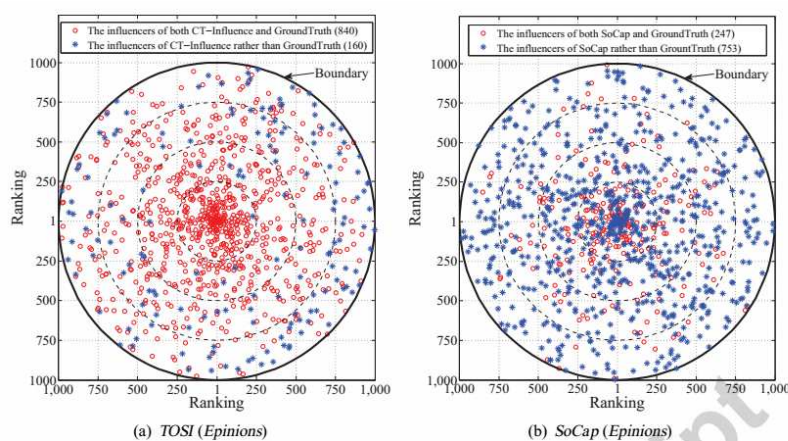 The influencers of both CT−Influence and GroundTruth (840)
The influencers of CT−Influence rather than GroundTruth (160)
1000
750
500
250
1
250
500
750
1000
Ranking
Boundary
1,000 750 500 250 1 250 500 750 1,000
Ranking
(a) TOSI (Epinions)
The influencers of both SoCap and GroundTruth (247)
The influencers of SoCap rather than GrountTruth (753)
1000
750
500
250
1
250
500
750
1,000
Ranking
Boundary
1,000 750 500 250 1 250 500 750 1,000
Ranking
(b) SoCap (Epinions)
pt